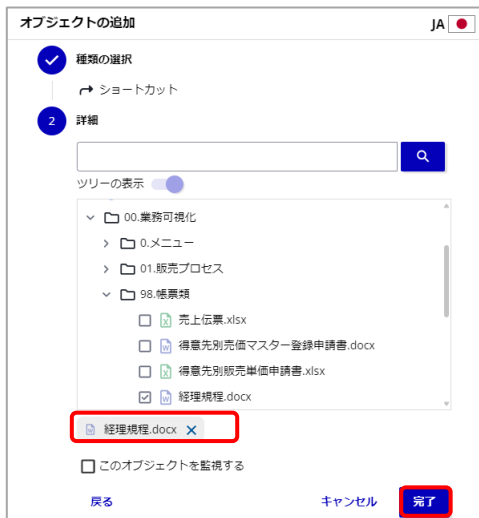 オブジェクトの追加
JA
種類の選択
ショートカット
2
詳細
ツリーの表示
00.業務可視化
0.メニュー
01.販売プロセス
98.帳票類
売上伝票.xlsx
得意先別売価マスター登録申請書.docx
得意先別販売単価申請書.xlsx
経理規程.docx
経理規程.docx
このオブジェクトを監視する
戻る
キャンセル
完了